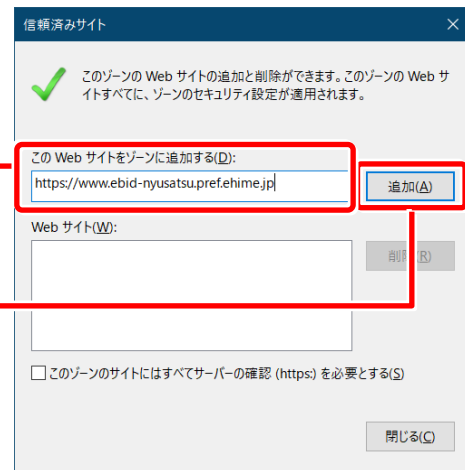 信頼済みサイト
このゾーンの Web サイトの追加と削除ができます。このゾーンの Web サ
イトすべてに、ゾーンのセキュリティ設定が適用されます。
この Web サイトをゾーンに追加する(D):
https://www.ebid-nyusatsu.pref.ehime.jp
追加(A)
Web サイト(W):
削除(R)
このゾーンのサイトにはすべてサーバーの確認 (https:) を必要とする(S)
閉じる(C)